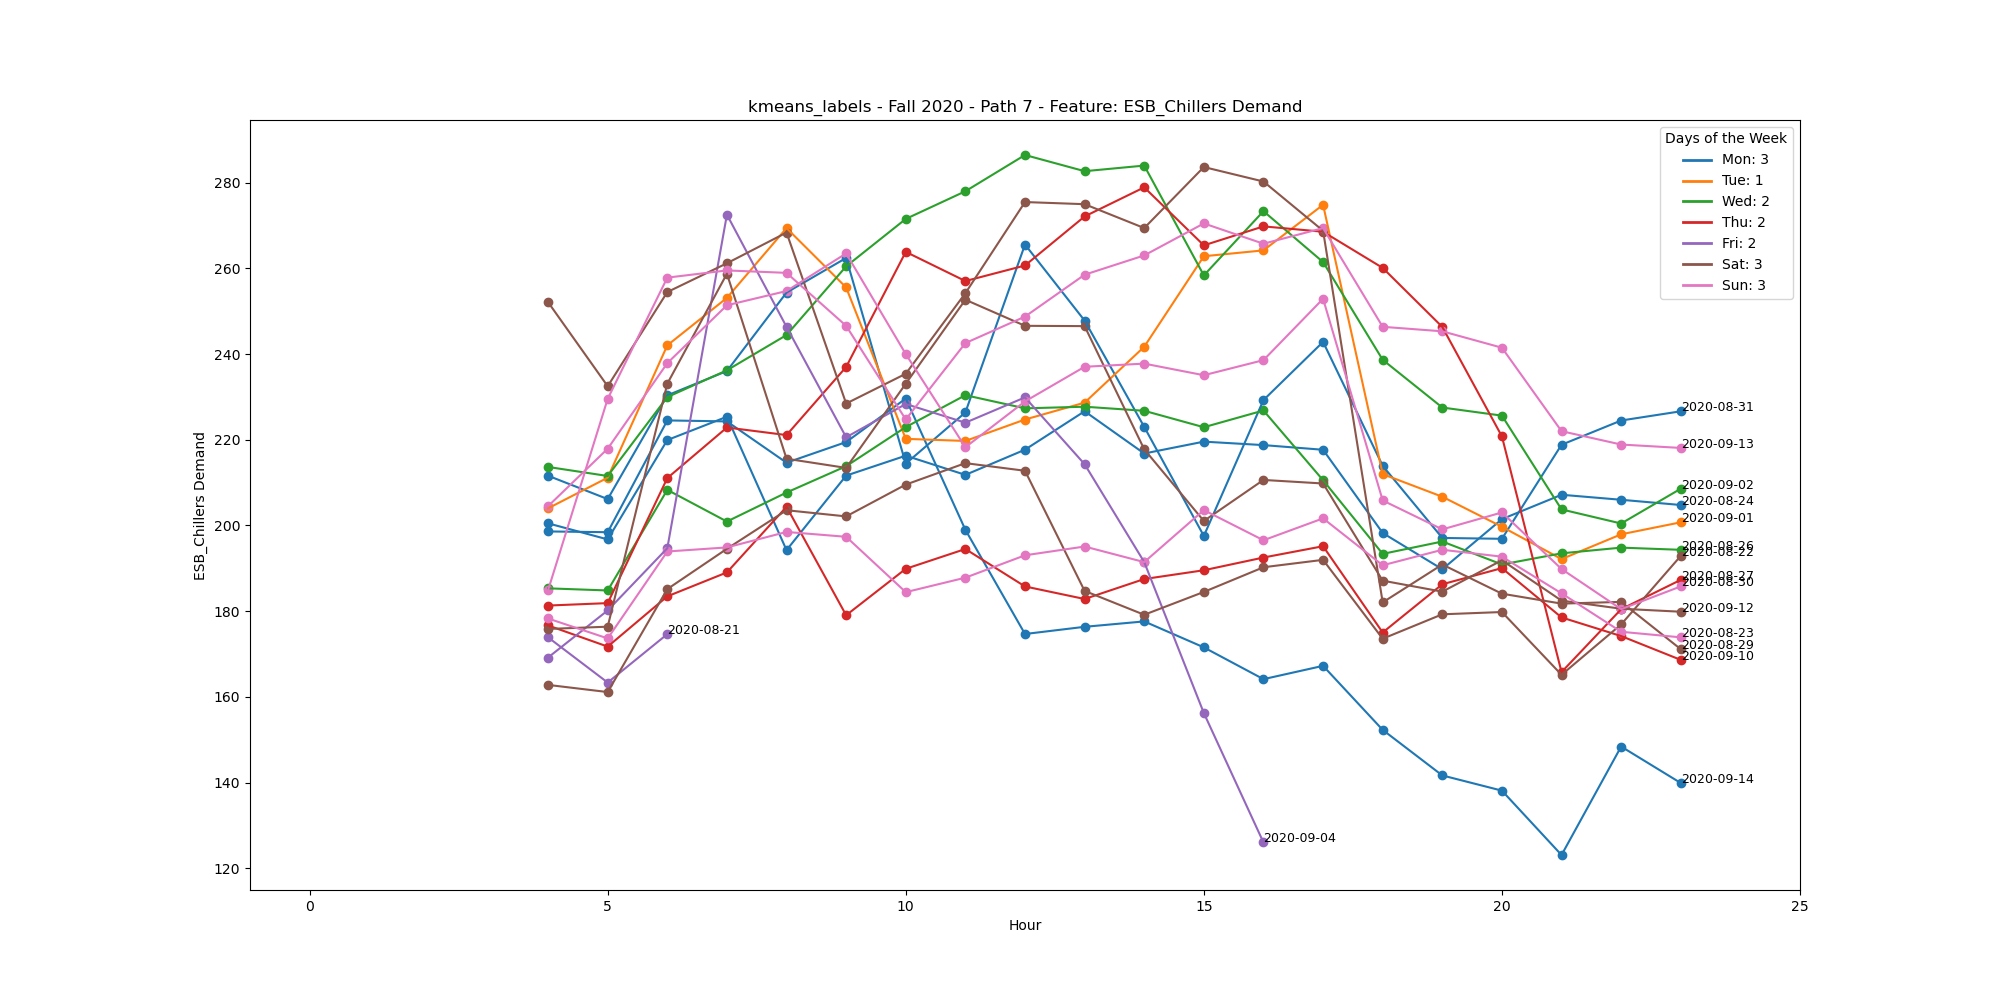 kmeans_labels - Fall 2020 - Path 7 - Feature: ESB_Chillers Demand
Days of the Week
Mon: 3
Tue: 1
Wed: 2
Thu: 2
Fri: 2
Sat: 3
Sun: 3
ESB_Chillers Demand
280
260
240
220
200
180
160
140
120
2020-08-31
2020-09-13
2020-09-02
2020-08-24
2020-09-01
2020-08-26
2020-08-22
2020-08-27
2020-08-30
2020-09-12
2020-08-21
2020-08-23
2020-08-29
2020-09-10
2020-09-14
2020-09-04
0
5
10
15
20
25
Hour